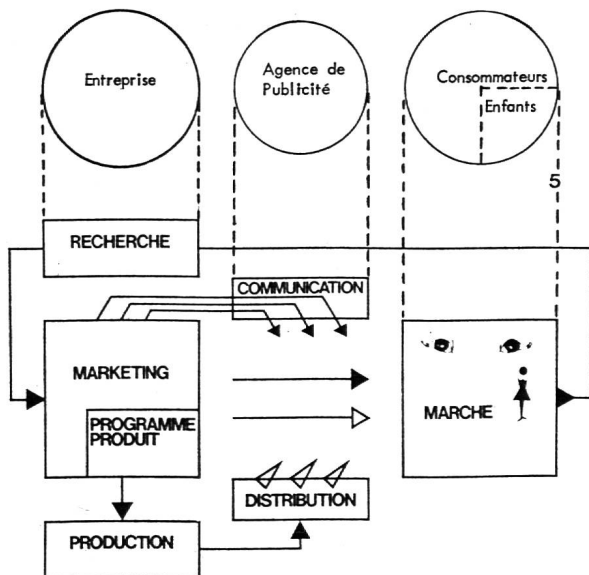 Entreprise
Agence de
Publicité
Consommateurs
Enfants
5
RECHERCHE
COMMUNICATION
MARKETING
PROGRAMME
PRODUIT
MARCHE
DISTRIBUTION
PRODUCTION